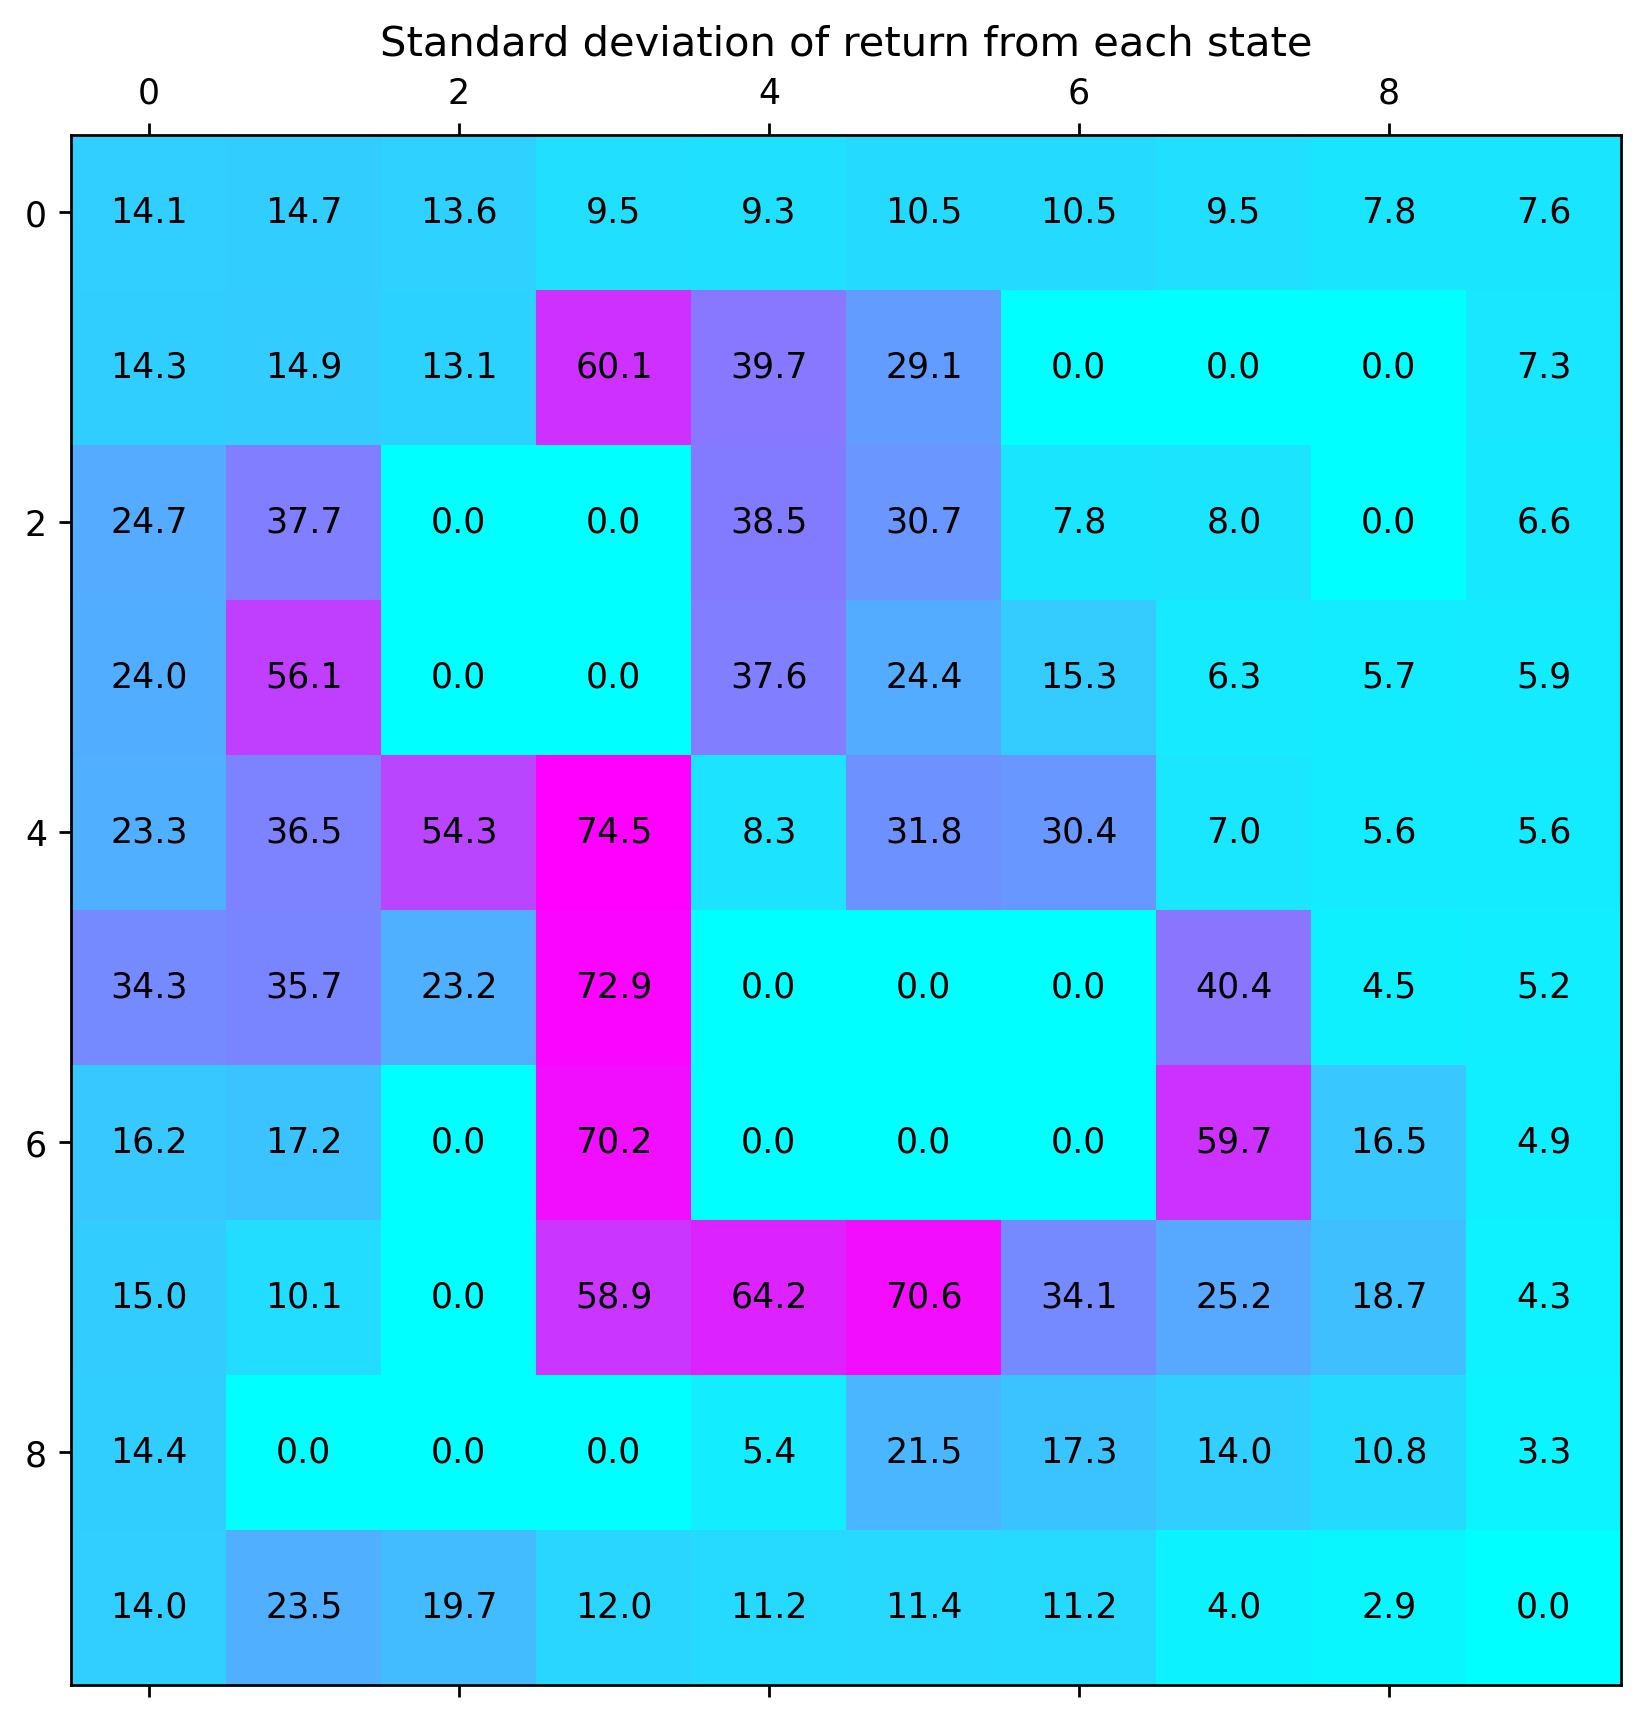 Standard deviation of return from each state
0 2 4 6 8
0 14.1 14.7 13.6 9.5 9.3 10.5 10.5 9.5 7.8 7.6
14.3 14.9 13.1 60.1 39.7 29.1 0.0 0.0 0.0 7.3
2 24.7 37.7 0.0 0.0 38.5 30.7 7.8 8.0 0.0 6.6
24.0 56.1 0.0 0.0 37.6 24.4 15.3 6.3 5.7 5.9
4 23.3 36.5 54.3 74.5 8.3 31.8 30.4 7.0 5.6 5.6
34.3 35.7 23.2 72.9 0.0 0.0 0.0 40.4 4.5 5.2
6 16.2 17.2 0.0 70.2 0.0 0.0 0.0 59.7 16.5 4.9
15.0 10.1 0.0 58.9 64.2 70.6 34.1 25.2 18.7 4.3
8 14.4 0.0 0.0 0.0 5.4 21.5 17.3 14.0 10.8 3.3
14.0 23.5 19.7 12.0 11.2 11.4 11.2 4.0 2.9 0.0